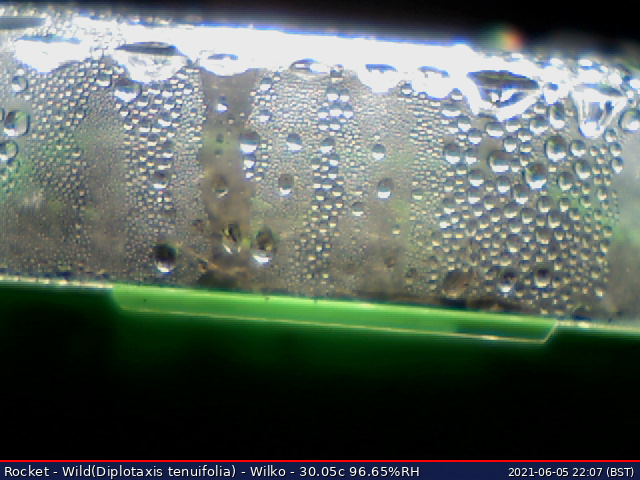 Rocket - Wild(Diplotaxis tenuifolia) - Wilko - 30.05c 96.65%RH
2021-06-05 22:07 (BST)